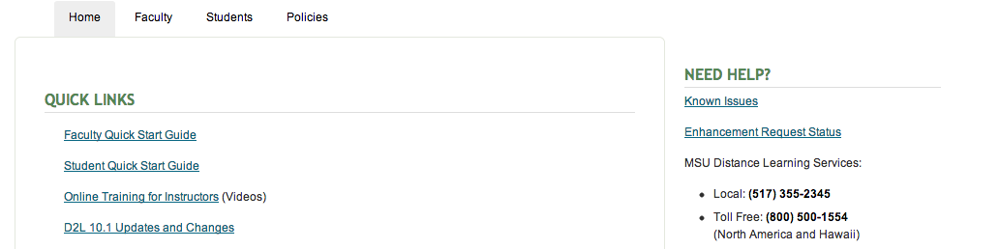 Home Faculty Students Policies
QUICK LINKS
Faculty Quick Start Guide
Student Quick Start Guide
Online Training for Instructors (Videos)
D2L 10.1 Updates and Changes
NEED HELP?
Known Issues
Enhancement Request Status
MSU Distance Learning Services:
• Local: (517) 355-2345
• Toll Free: (800) 500-1554
(North America and Hawaii)